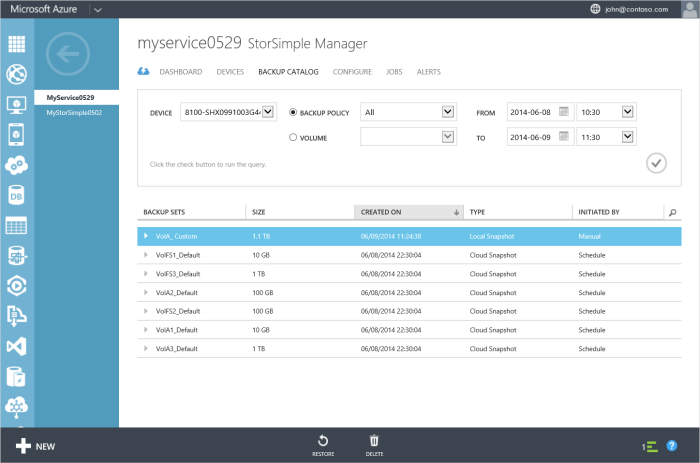 Microsoft Azure john@contoso.com
myservice0529 StorSimple Manager
DASHBOARD DEVICES BACKUP CATALOG CONFIGURE JOBS ALERTS
MyService0529
MyStorSimple0502
DEVICE 8100-SHX0991003G4 BACKUP POLICY All FROM 2014-06-08 10:30
VOLUME TO 2014-06-09 11:30
Click the check button to run the query.
DB
BACKUP SETS SIZE CREATED ON TYPE INITIATED BY
VolA_ Custom 1.1 TB 06/09/2014 11:24:38 Local Snapshot Manual
VolFS1_Default 10 GB 06/08/2014 22:30:04 Cloud Snapshot Schedule
VolFS3_Default 1 TB 06/08/2014 22:30:04 Cloud Snapshot Schedule
VolA2_Default 100 GB 06/08/2014 22:30:04 Cloud Snapshot Schedule
VolFS2_Default 100 GB 06/08/2014 22:30:04 Cloud Snapshot Schedule
VolA1_Default 10 GB 06/08/2014 22:30:04 Cloud Snapshot Schedule
VolA3_Default 1 TB 06/08/2014 22:30:04 Cloud Snapshot Schedule
NEW RESTORE DELETE 1 ?